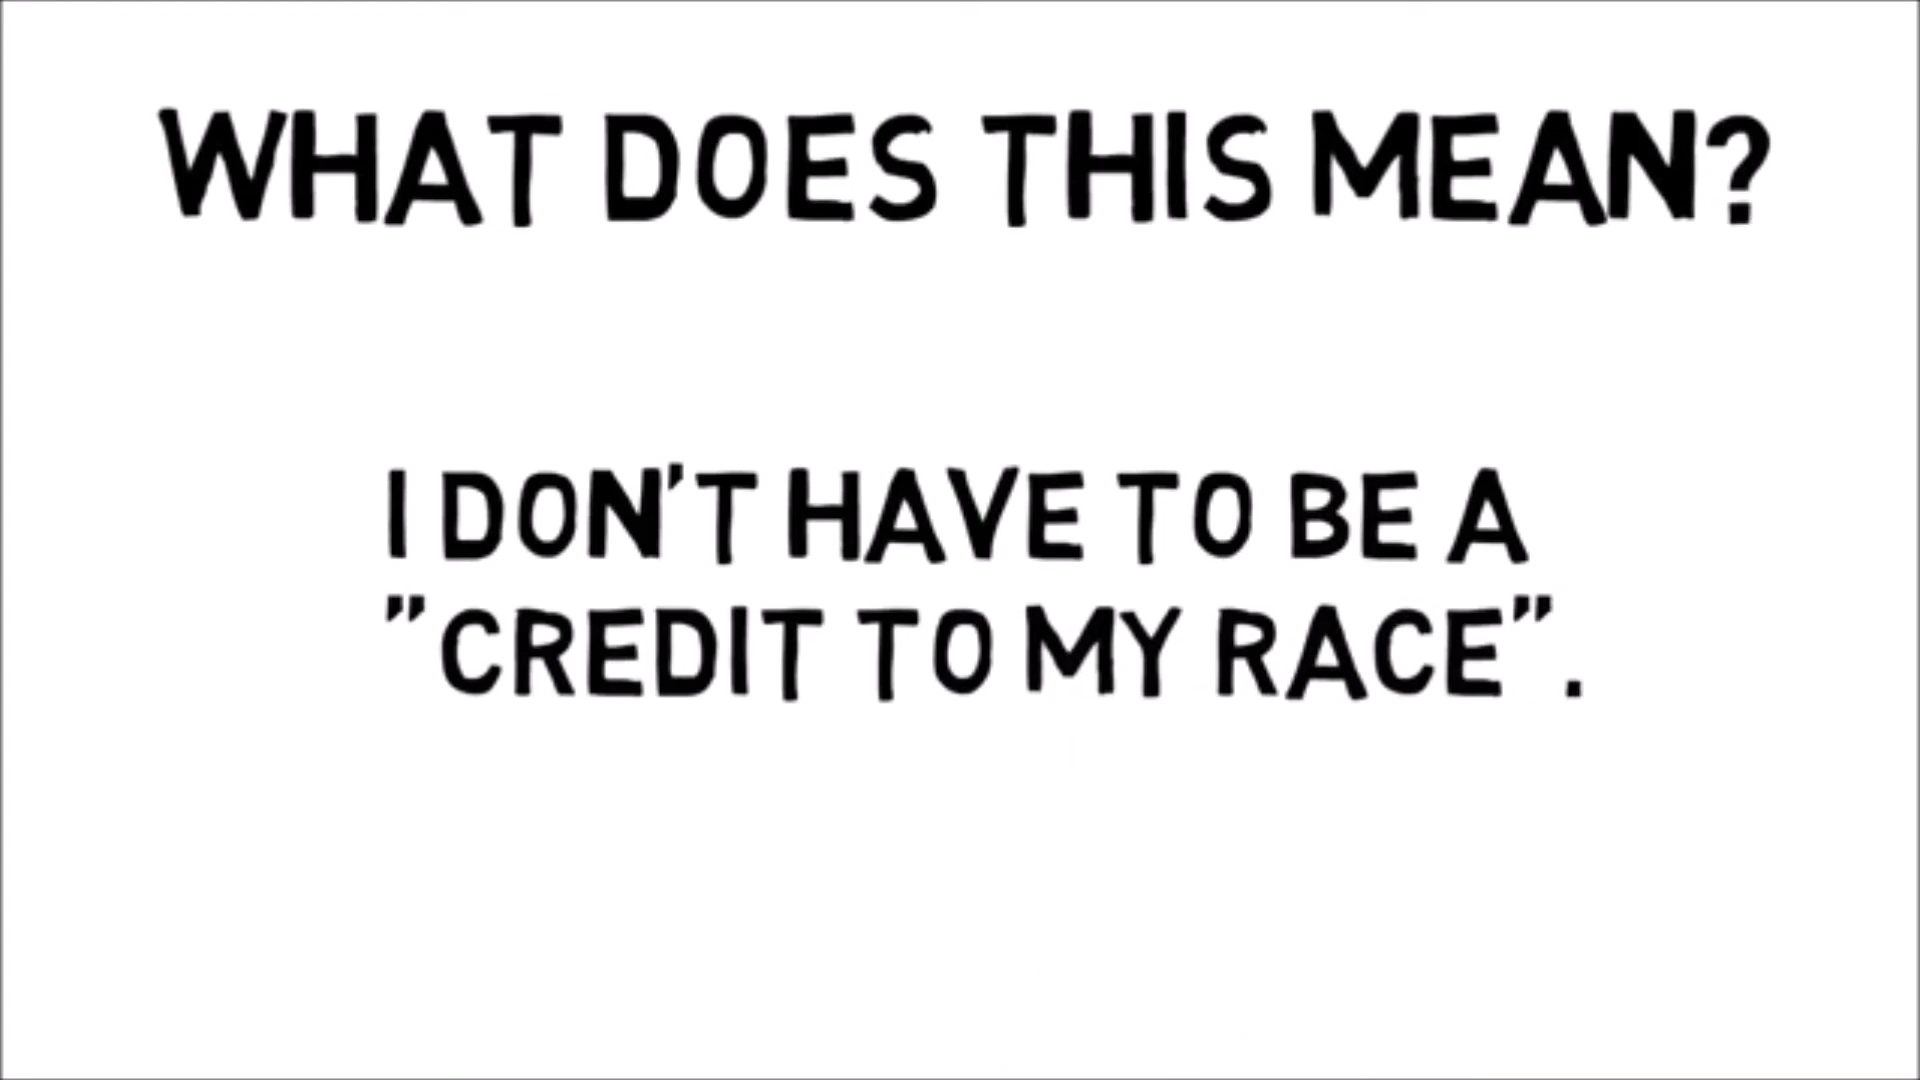 WHAT DOES THIS MEAN?
I DON'T HAVE TO BE A
"CREDIT TO MY RACE".